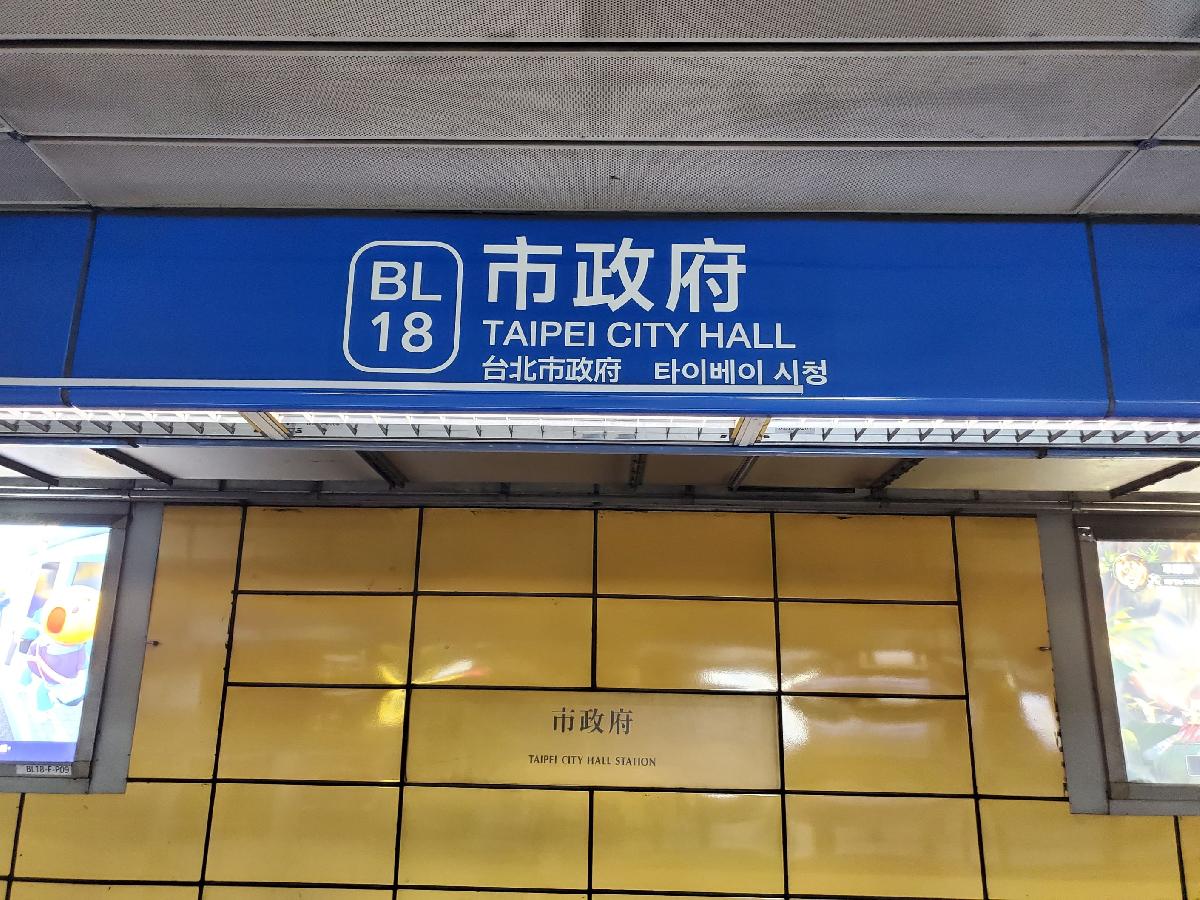 BL
18
市政府
TAIPEI CITY HALL
台北市政府 타이베이 시청
市政府
TAIPEI CITY HALL STATION
BL18-F-P09